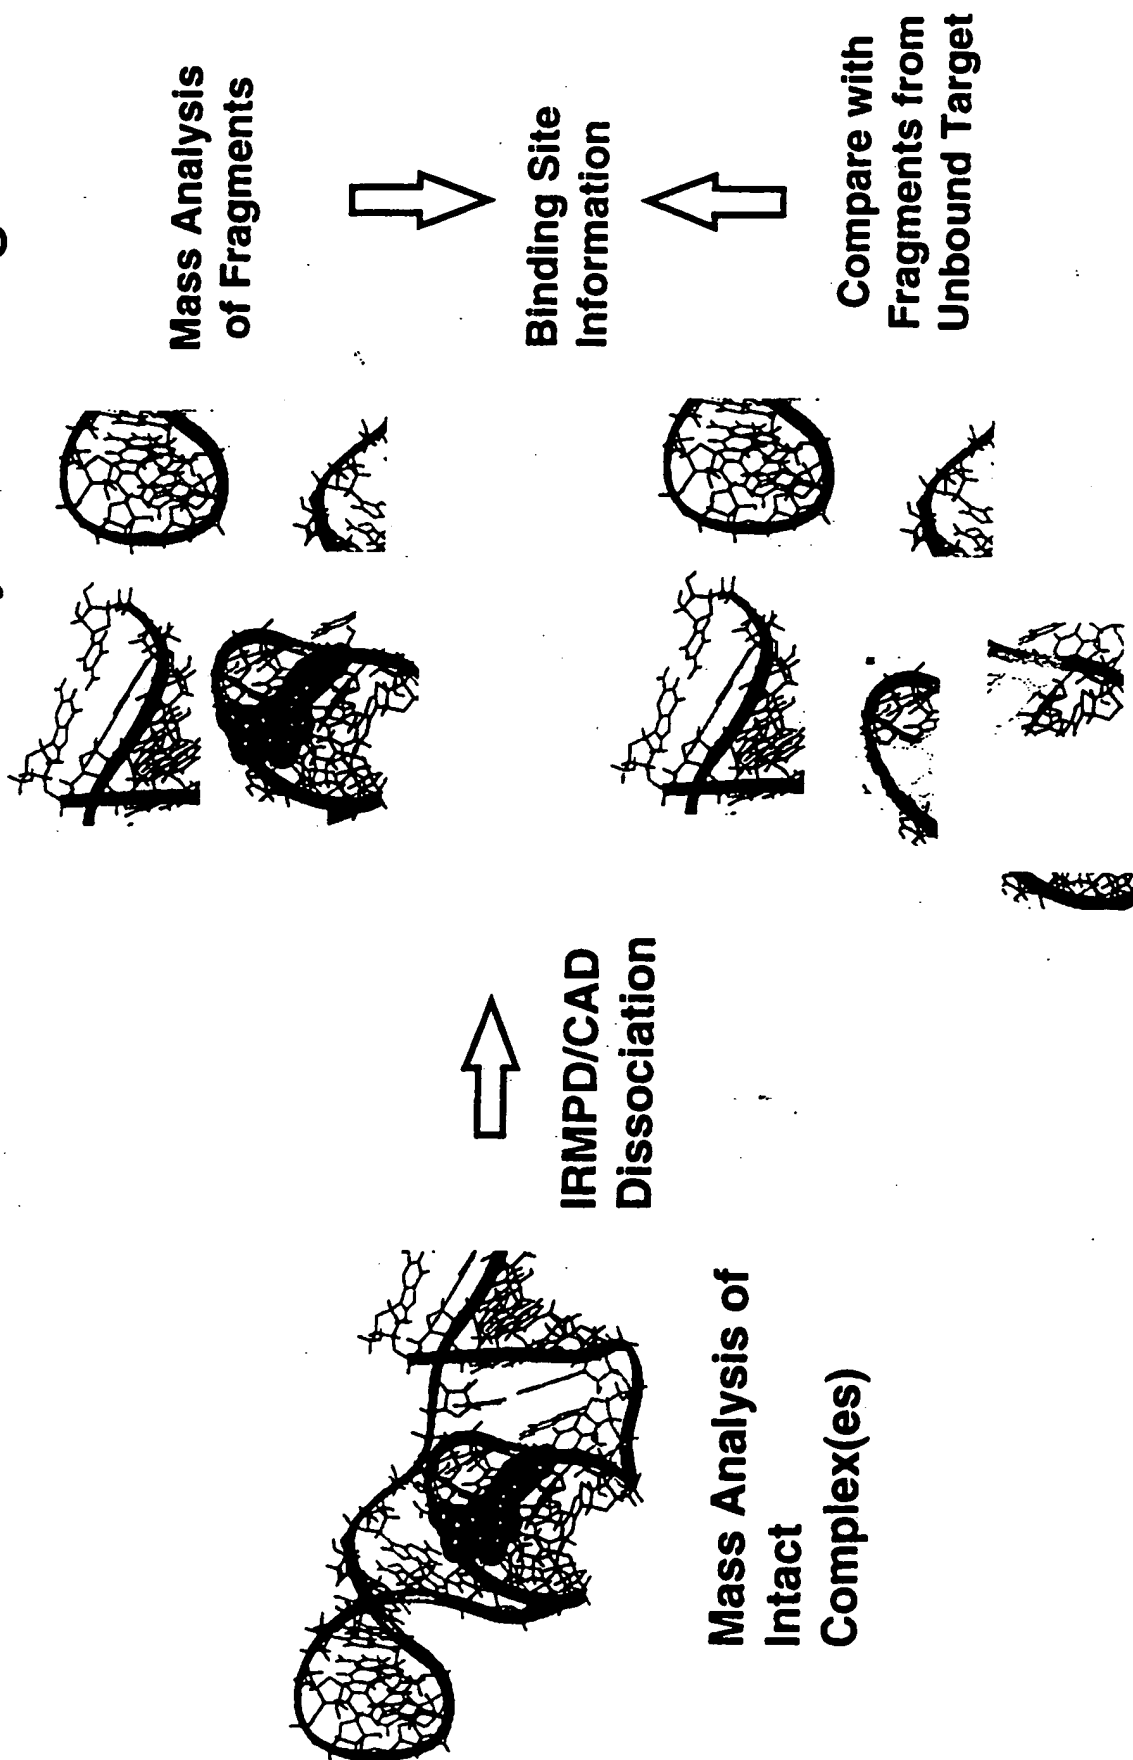 Mass Analysis of
Intact
Complex(es)
IRMPD/CAD
Dissociation
Mass Analysis
of Fragments
Binding Site
Information
Compare with
Fragments from
Unbound Target